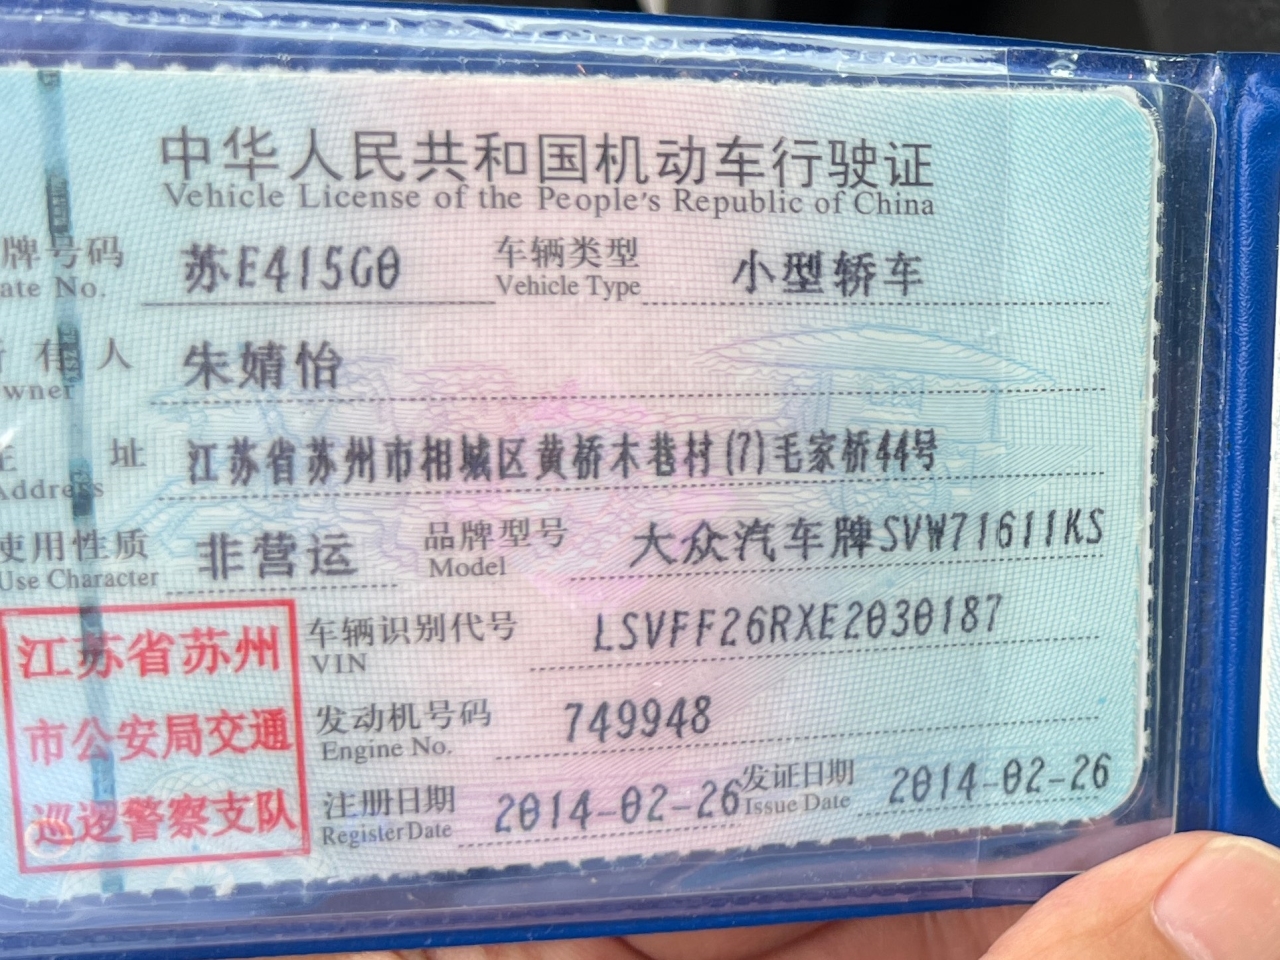 中华人民共和国机动车行驶证
Vehicle License of the People's Republic of China
牌号码 苏E415G0 车辆类型 小型轿车
ate No. Vehicle Type
所有人 朱婧怡
wner
址 江苏省苏州市相城区黄桥木巷村(7)毛家桥44号
Address
使用性质 非营运 品牌型号 大众汽车牌SVW71611KS
Use Character Model
江苏省苏州 车辆识别代号 LSVFF26RXE2030187
VIN
市公安局交通 发动机号码 749948
Engine No.
巡逻警察支队 注册日期 2014-02-26 发证日期 2014-02-26
Register Date Issue Date